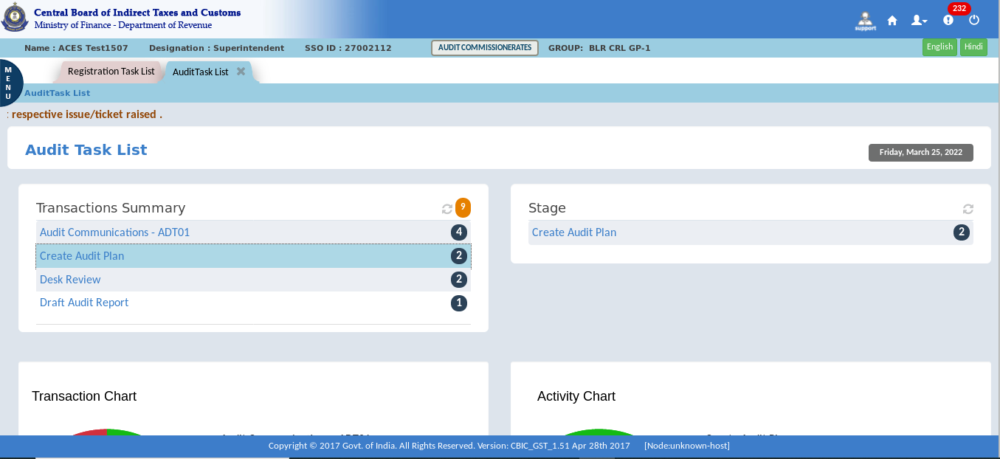 Central Board of Indirect Taxes and Customs
Ministry of Finance - Department of Revenue
support
232
Name : ACES Test1507 Designation : Superintendent SSO ID : 27002112 AUDIT COMMISSIONERATES GROUP: BLR CRL GP-1 English Hindi
MENU
Registration Task List AuditTask List
AuditTask List
respective issue/ticket raised .
Audit Task List
Friday, March 25, 2022
Transactions Summary 9
Audit Communications - ADT01 4
Create Audit Plan 2
Desk Review 2
Draft Audit Report 1
Stage
Create Audit Plan 2
Transaction Chart
Activity Chart
Copyright © 2017 Govt. of India. All Rights Reserved. Version: CBIC_GST_1.51 Apr 28th 2017 [Node:unknown-host]